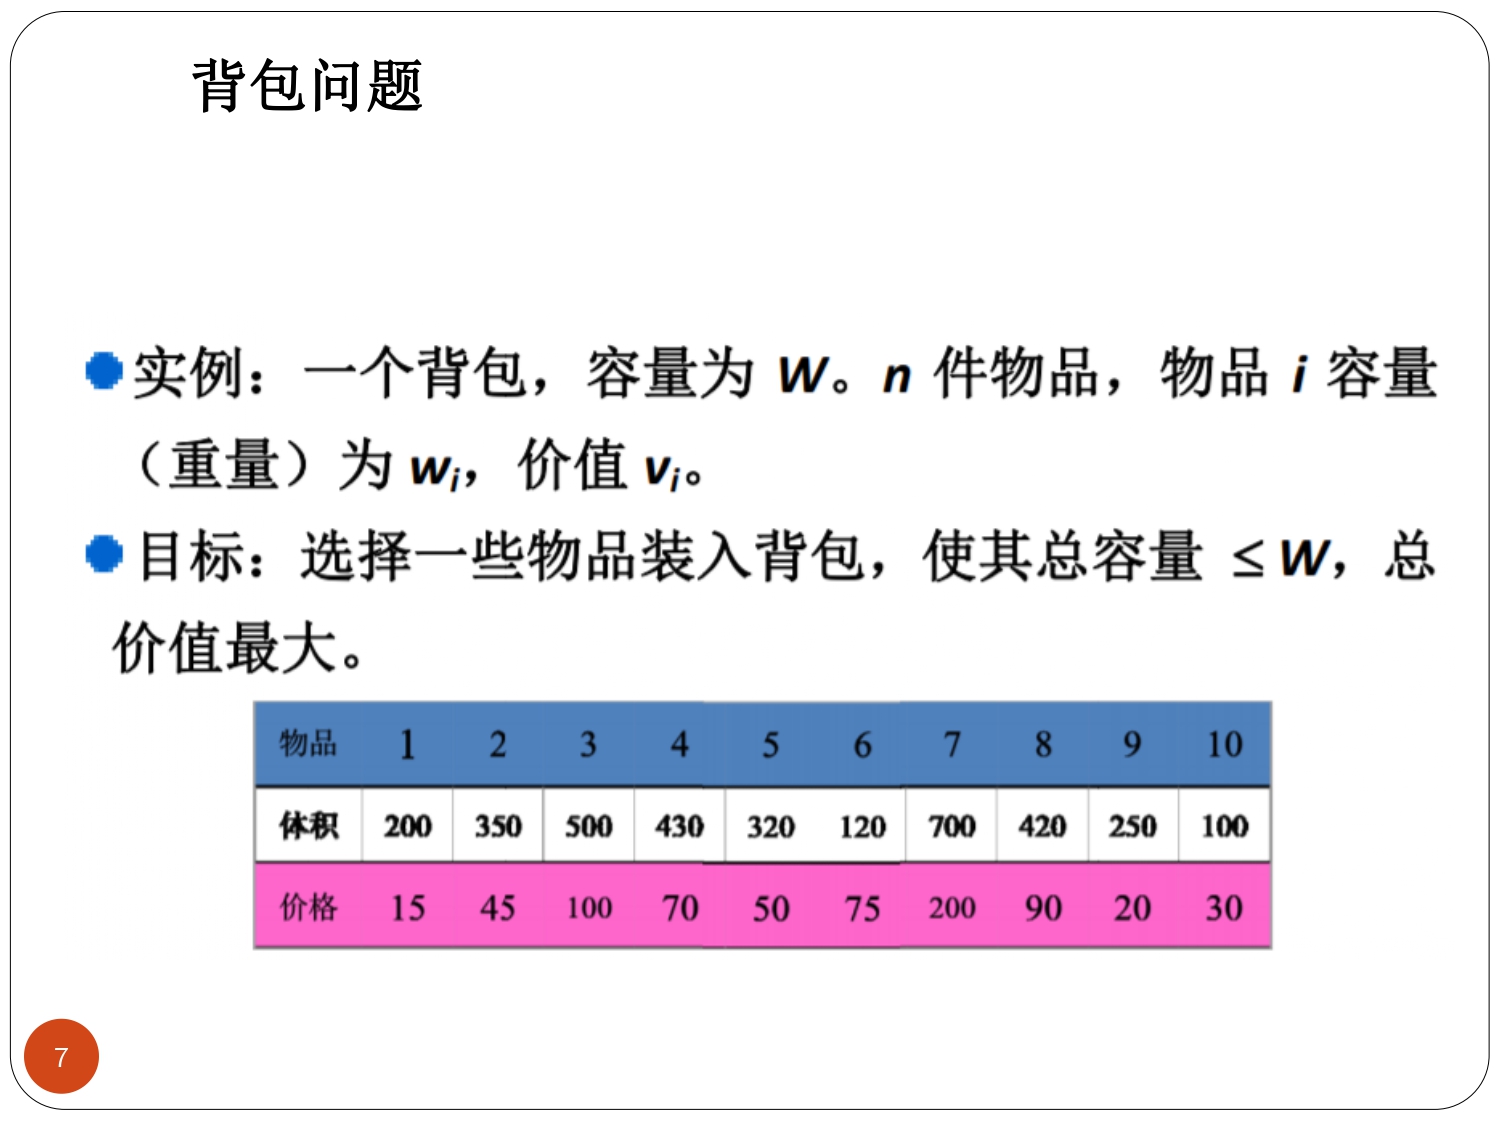 背包问题
实例：一个背包，容量为 W。n 件物品，物品 i 容量
（重量）为 wi，价值 vi。
目标：选择一些物品装入背包，使其总容量 ≤ W，总
价值最大。
物品 1 2 3 4 5 6 7 8 9 10
体积 200 350 500 430 320 120 700 420 250 100
价格 15 45 100 70 50 75 200 90 20 30
7